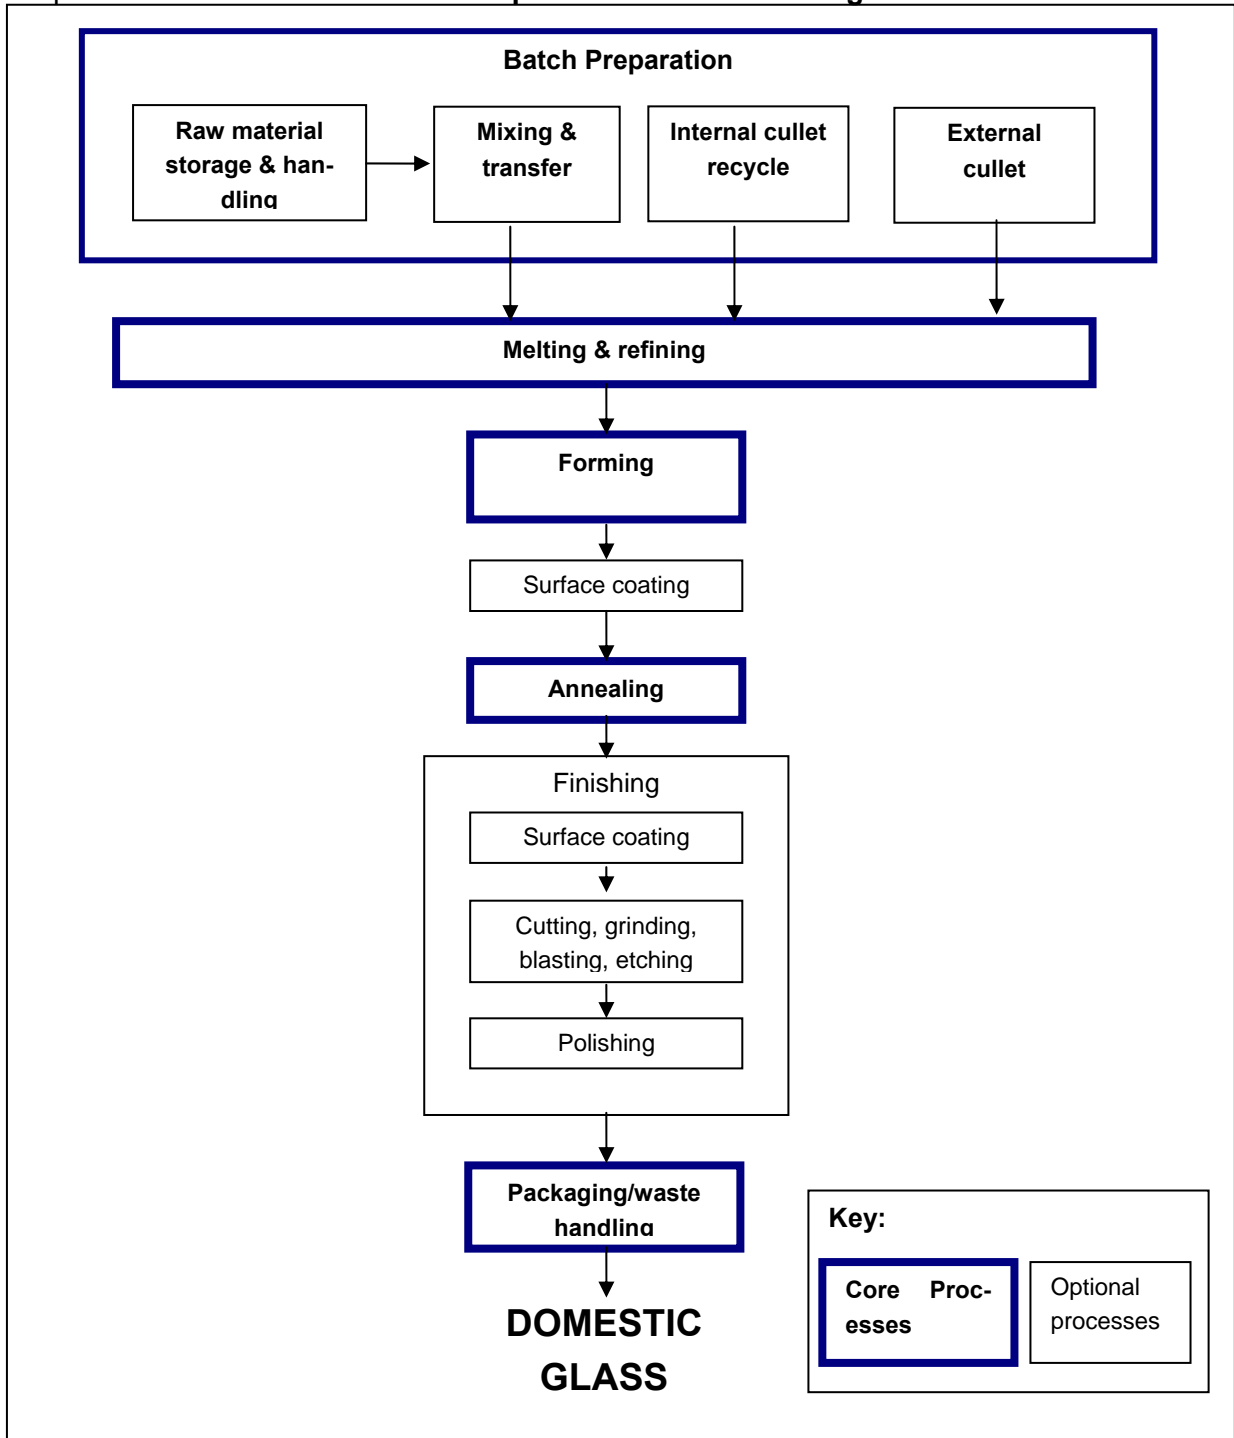 Batch Preparation
Raw material
storage & han-
dling
Mixing &
transfer
Internal cullet
recycle
External
cullet
Melting & refining
Forming
Surface coating
Annealing
Finishing
Surface coating
Cutting, grinding,
blasting, etching
Polishing
Packaging/waste
handling
DOMESTIC
GLASS
Key:
Core Proc-
esses
Optional
processes